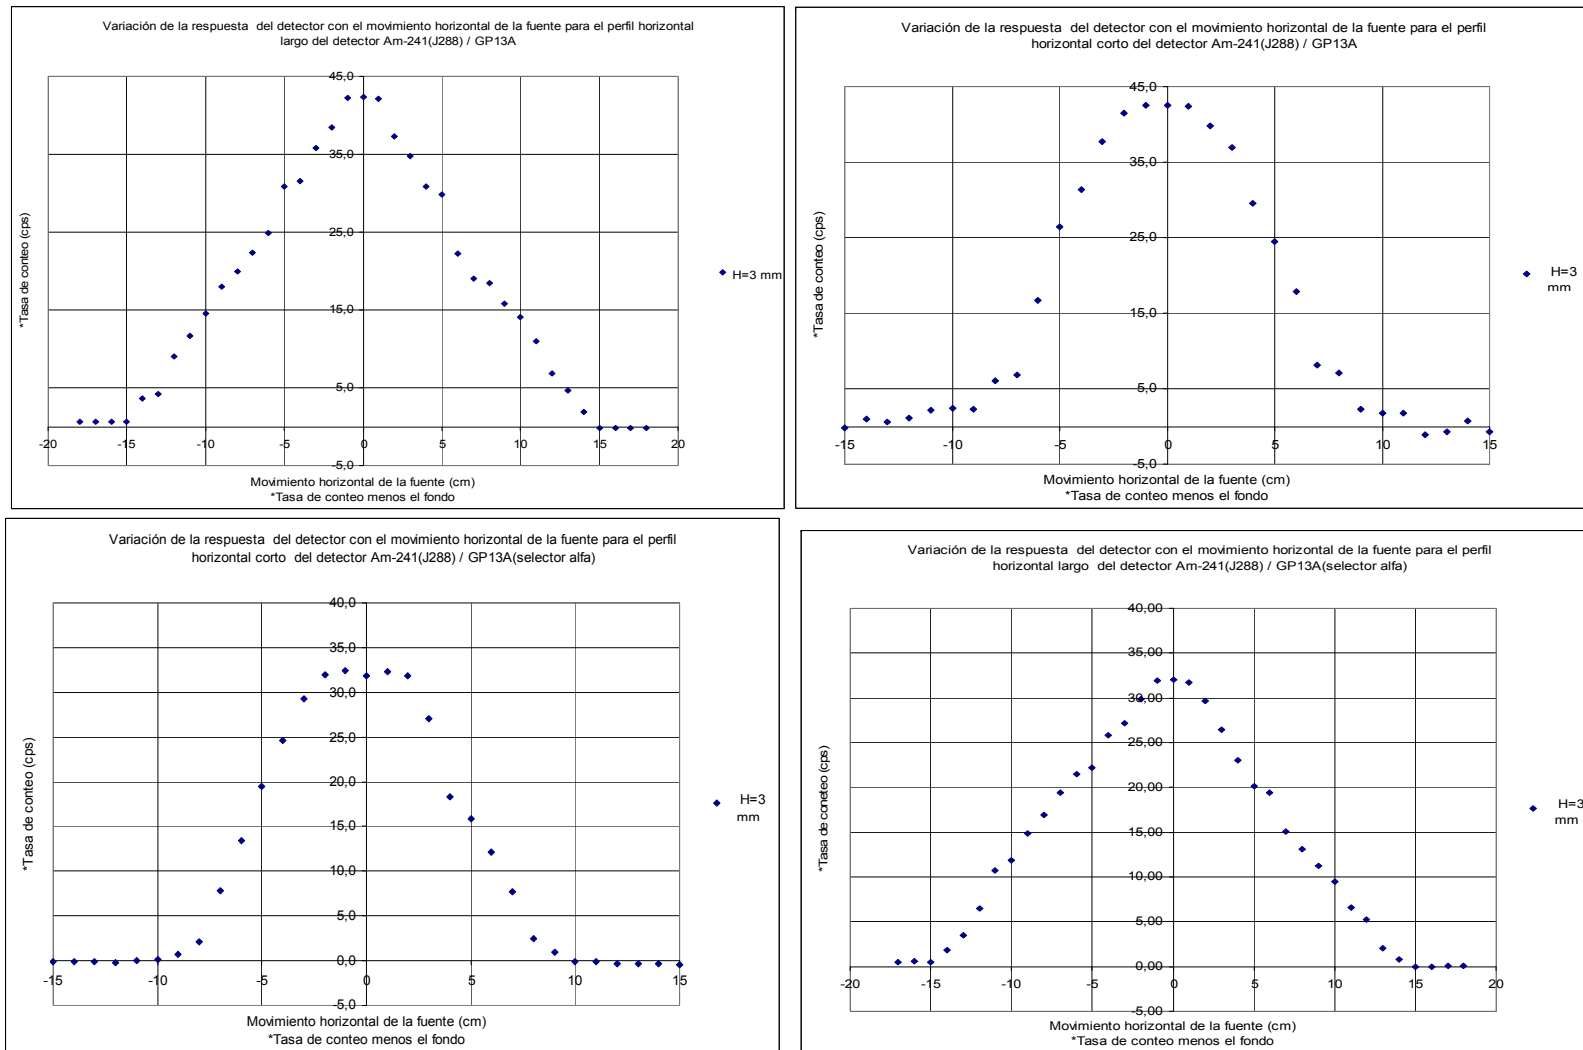 Variación de la respuesta del detector con el movimiento horizontal de la fuente para el perfil horizontal
largo del detector Am-241(J288) / GP13A
45,0
35,0
25,0
15,0
5,0
-5,0
-20 -15 -10 -5 0 5 10 15 20
*Tasa de conteo (cps)
H=3 mm
Movimiento horizontal de la fuente (cm)
*Tasa de conteo menos el fondo
Variación de la respuesta del detector con el movimiento horizontal de la fuente para el perfil
horizontal corto del detector Am-241(J288) / GP13A
45,0
35,0
25,0
15,0
5,0
-5,0
-15 -10 -5 0 5 10 15
*Tasa de conteo (cps)
H=3
mm
Movimiento horizontal de la fuente (cm)
*Tasa de conteo menos el fondo
Variación de la respuesta del detector con el movimiento horizontal de la fuente para el perfil
horizontal corto del detector Am-241(J288) / GP13A(selector alfa)
40,0
35,0
30,0
25,0
20,0
15,0
10,0
5,0
0,0
-5,0
-15 -10 -5 0 5 10 15
*Tasa de conteo (cps)
H=3
mm
Movimiento horizontal de la fuente (cm)
*Tasa de conteo menos el fondo
Variación de la respuesta del detector con el movimiento horizontal de la fuente para el perfil
horizontal largo del detector Am-241(J288) / GP13A(selector alfa)
40,00
35,00
30,00
25,00
20,00
15,00
10,00
5,00
0,00
-5,00
-20 -15 -10 -5 0 5 10 15 20
*Tasa de coneteo (cps)
H=3
mm
Movimiento horizontal de la fuente (cm)
*Tasa de conteo menos el fondo